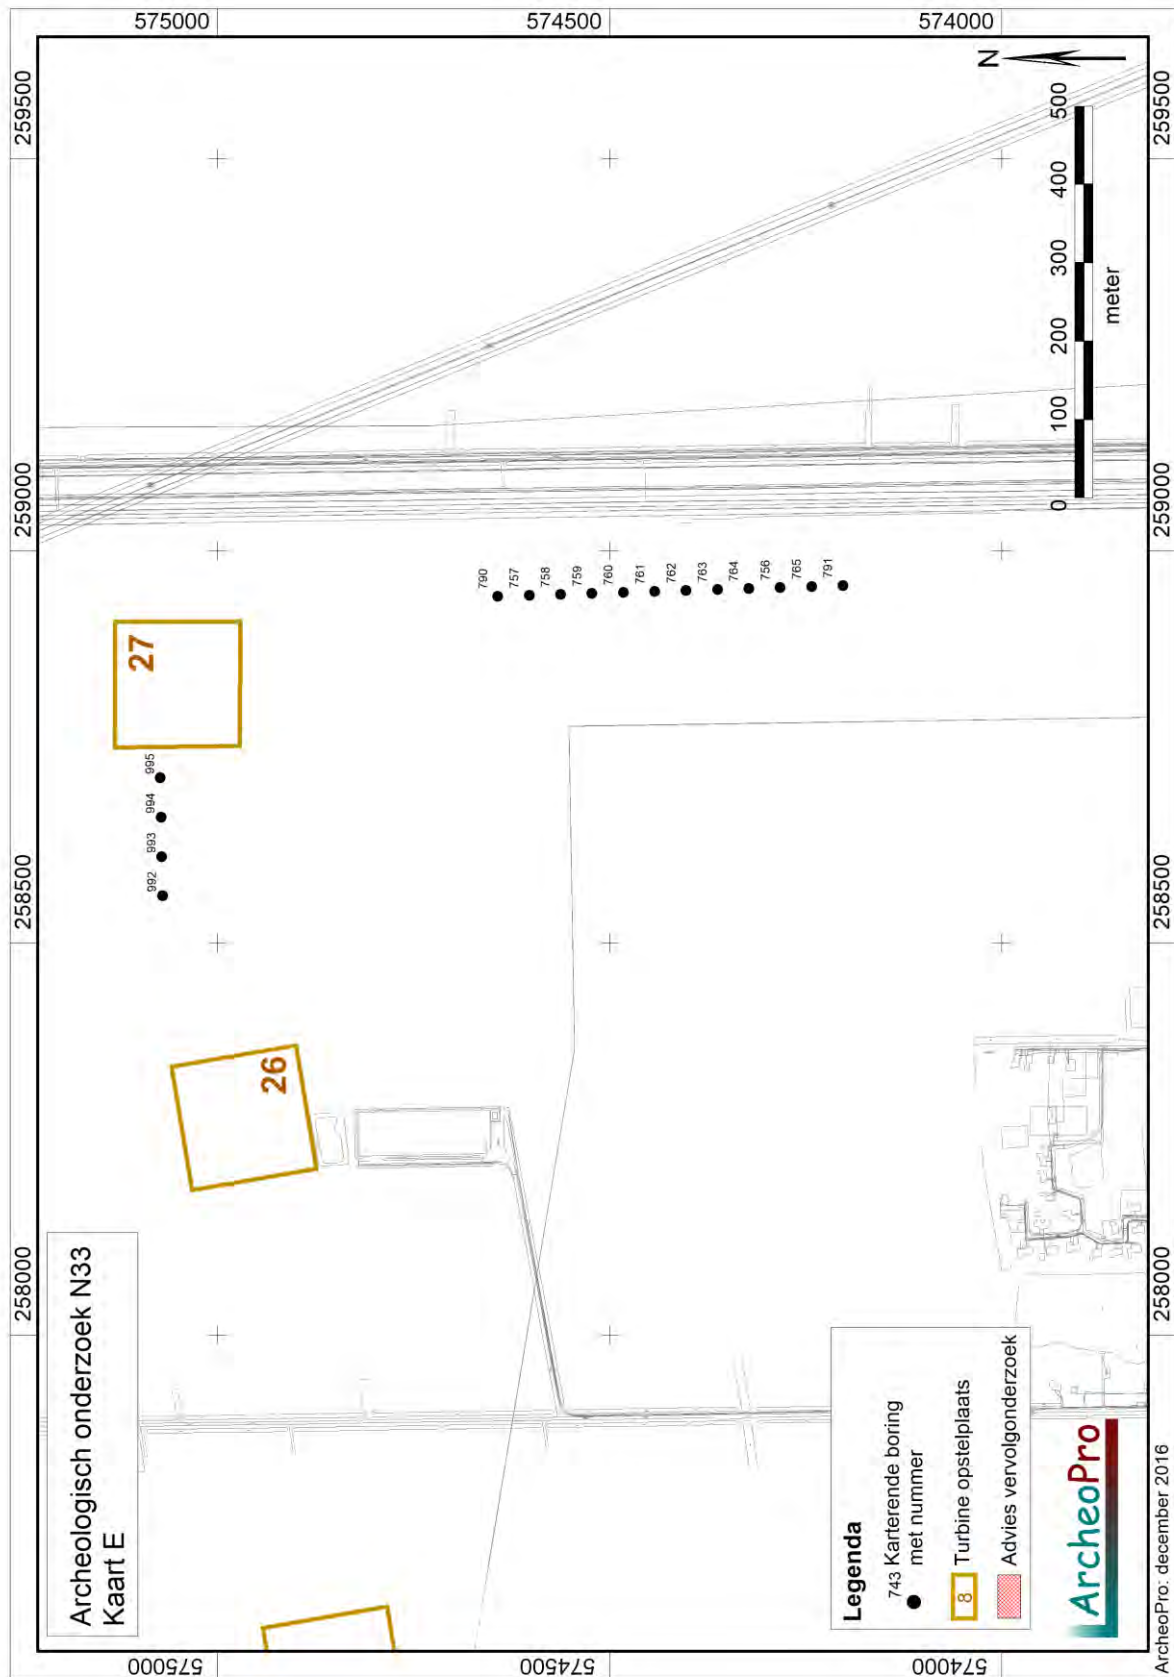 259500
259000
258500
258000
575000
574500
574000
Archeologisch onderzoek N33
Kaart E
26
27
992
993
994
995
790
757
758
759
760
761
762
763
764
756
765
791
N
0 100 200 300 400 500
meter
Legenda
743 Karterende boring
met nummer
8 Turbine opstelplaats
Advies vervolgonderzoek
ArcheoPro
575000
574500
574000
258000
258500
259000
259500
ArcheoPro: december 2016